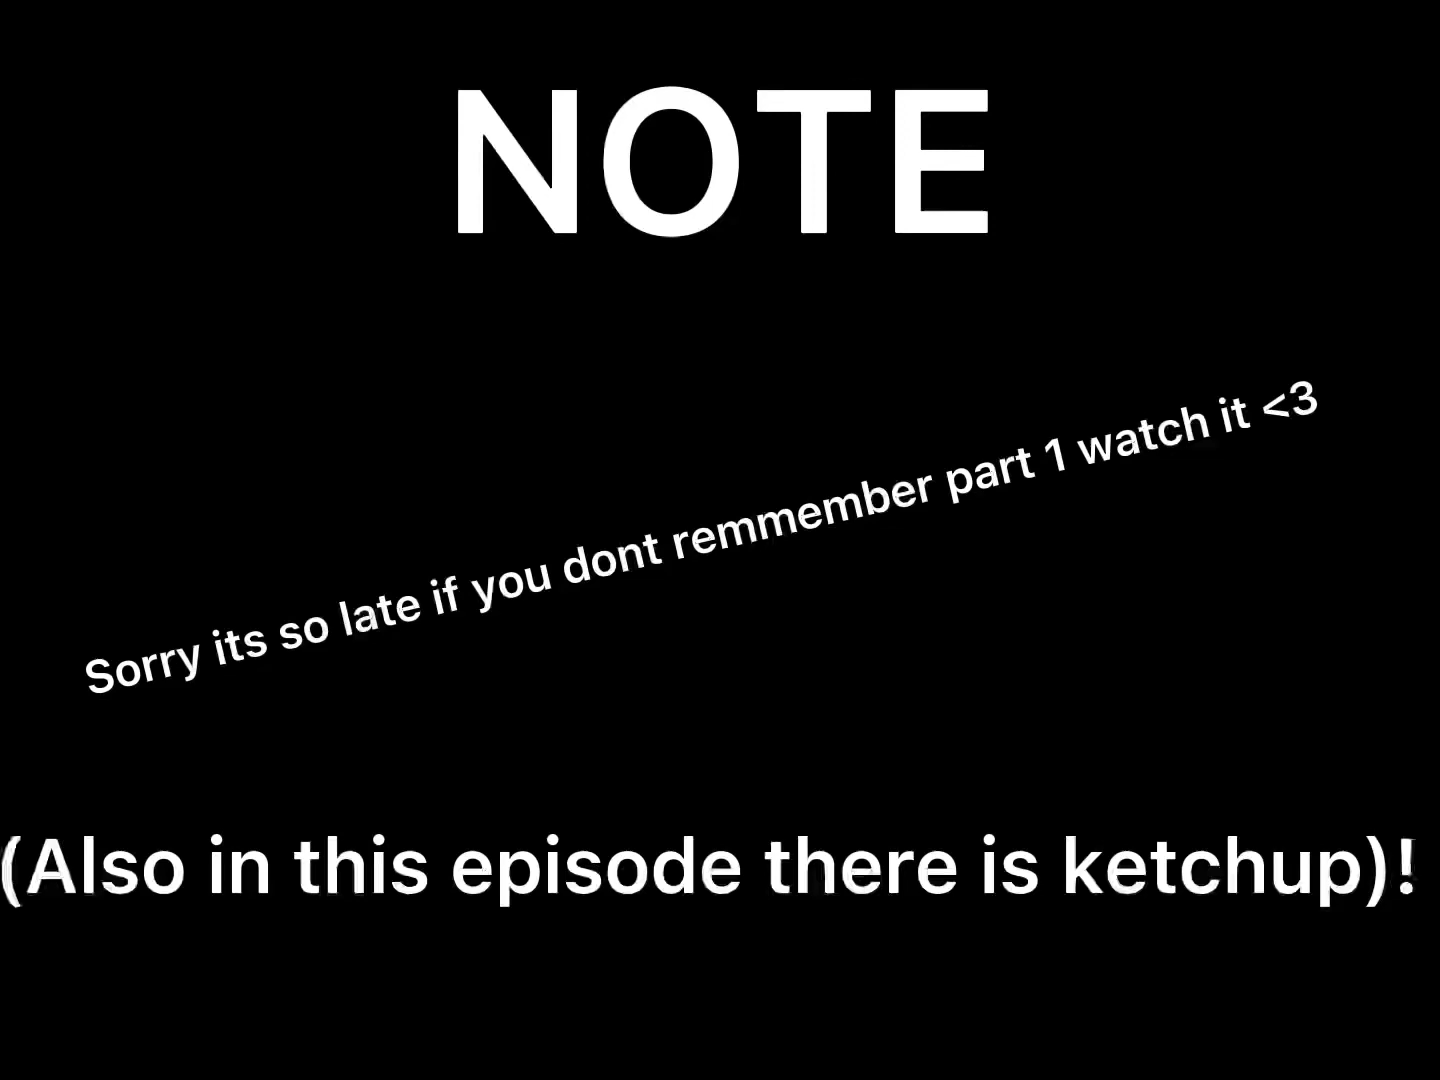 NOTE
Sorry its so late if you dont remmember part 1 watch it <3
(Also in this episode there is ketchup)!